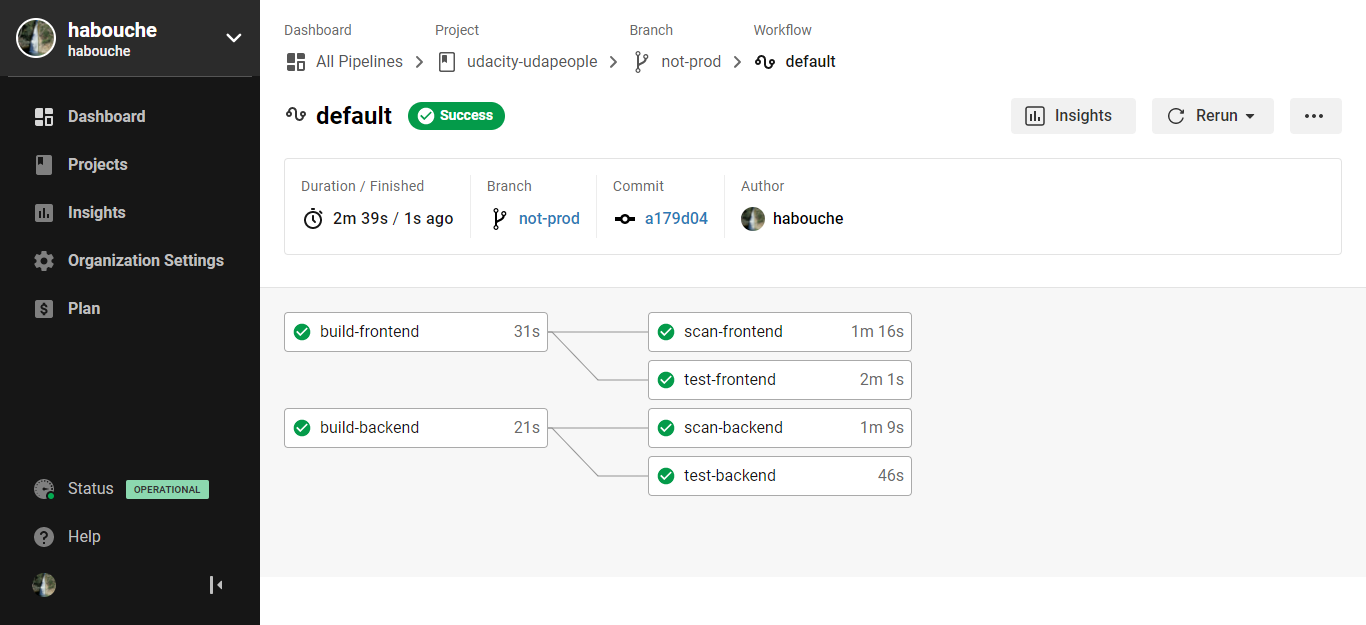 habouche
habouche
Dashboard
Projects
Insights
Organization Settings
Plan
Status OPERATIONAL
Help
Dashboard Project Branch Workflow
All Pipelines udacity-udapeople not-prod default
default Success Insights Rerun
Duration / Finished Branch Commit Author
2m 39s / 1s ago not-prod a179d04 habouche
build-frontend 31s scan-frontend 1m 16s
test-frontend 2m 1s
build-backend 21s scan-backend 1m 9s
test-backend 46s